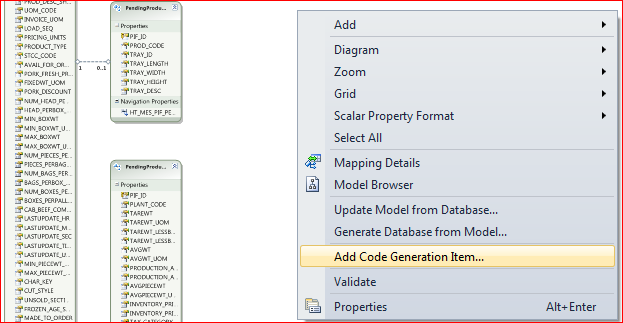 PROD_DESC_SH...
UOM_CODE
INVOICE_UOM
LOAD_SEQ
PRICING_UNITS
PRODUCT_TYPE
STCC_CODE
AVAIL_FOR_OR...
PORK_FRESH_PR...
FIXEDWT_UOM
PORK_DISCOUNT
NUM_HEAD_PE...
HEAD_PERBOX_...
MIN_BOXWT
MIN_BOXWT_U...
MAX_BOXWT
MAX_BOXWT_U...
NUM_PIECES_PE...
PIECES_PERBAG...
NUM_BAGS_PER...
BAGS_PERBOX_...
NUM_BOXES_PE...
BOXES_PERPALL...
CAB_BEEF_COM...
LASTUPDATE_HR
LASTUPDATE_M...
LASTUPDATE_SEC
LASTUPDATE_TI...
LASTUPDATE_U...
MIN_PIECEWT_...
MAX_PIECEWT_...
CHAR_KEY
CUT_STYLE
UNSOLD_SECTI...
FROZEN_AGE_S...
MADE_TO_ORDER
1
0..1
PendingProdu...
Properties
PIF_ID
PROD_CODE
TRAY_ID
TRAY_LENGTH
TRAY_WIDTH
TRAY_HEIGHT
TRAY_DESC
Navigation Properties
HT_MES_PIF_PE...
PendingProdu...
Properties
PIF_ID
PLANT_CODE
TAREWT
TAREWT_UOM
TAREWT_LESSB...
TAREWT_LESSB...
AVGWT
AVGWT_UOM
PRODUCTION_A...
PRODUCTION_A...
AVGPIECEWT
AVGPIECEWT_U...
INVENTORY_PRI...
INVENTORY_PRI...
Add
Diagram
Zoom
Grid
Scalar Property Format
Select All
Mapping Details
Model Browser
Update Model from Database...
Generate Database from Model...
Add Code Generation Item...
Validate
Properties Alt+Enter